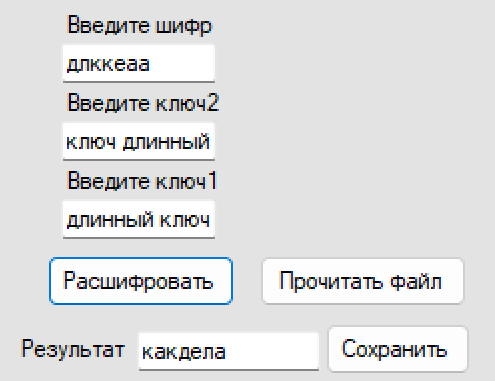 Введите шифр
длккеаа
Введите ключ2
ключ длинный
Введите ключ1
длинный ключ
Расшифровать Прочитать файл
Результат какдела Сохранить